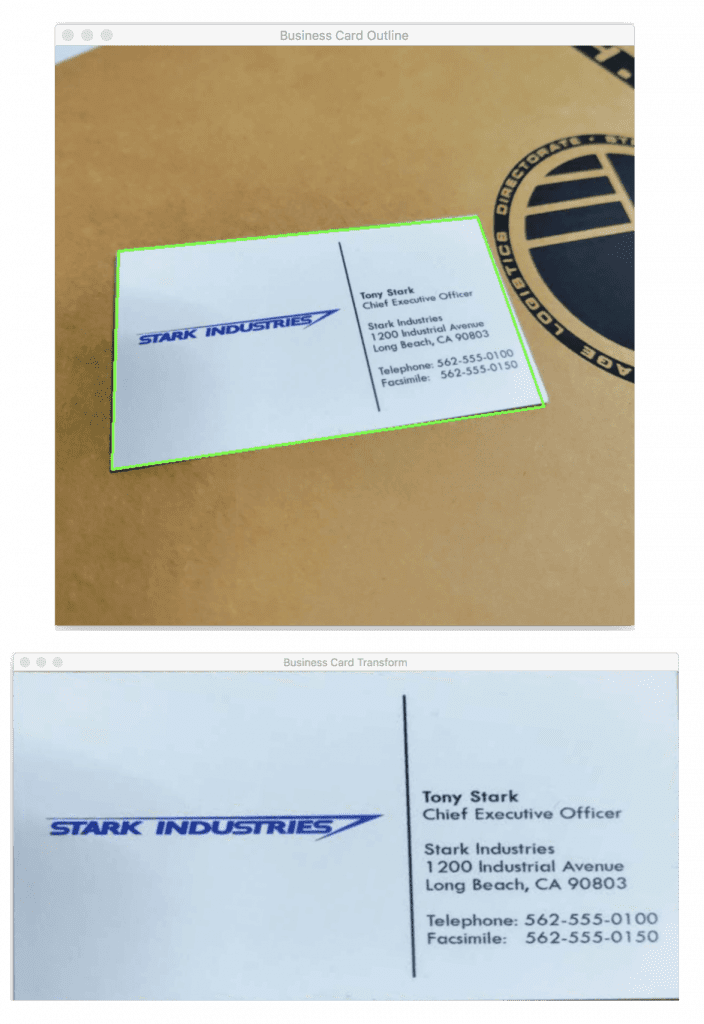 Business Card Outline
DIRECTORATE • ST
AGE LOGISTICS
STARK INDUSTRIES
Tony Stark
Chief Executive Officer
Stark Industries
1200 Industrial Avenue
Long Beach, CA 90803
Telephone: 562-555-0100
Facsimile: 562-555-0150
Business Card Transform
STARK INDUSTRIES
Tony Stark
Chief Executive Officer
Stark Industries
1200 Industrial Avenue
Long Beach, CA 90803
Telephone: 562-555-0100
Facsimile: 562-555-0150